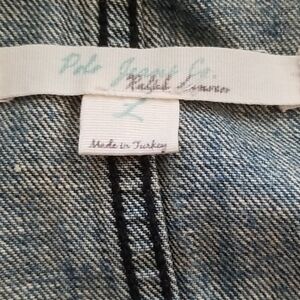 Polo Jeans Co.
Ralph Lauren
L
Made in Turkey